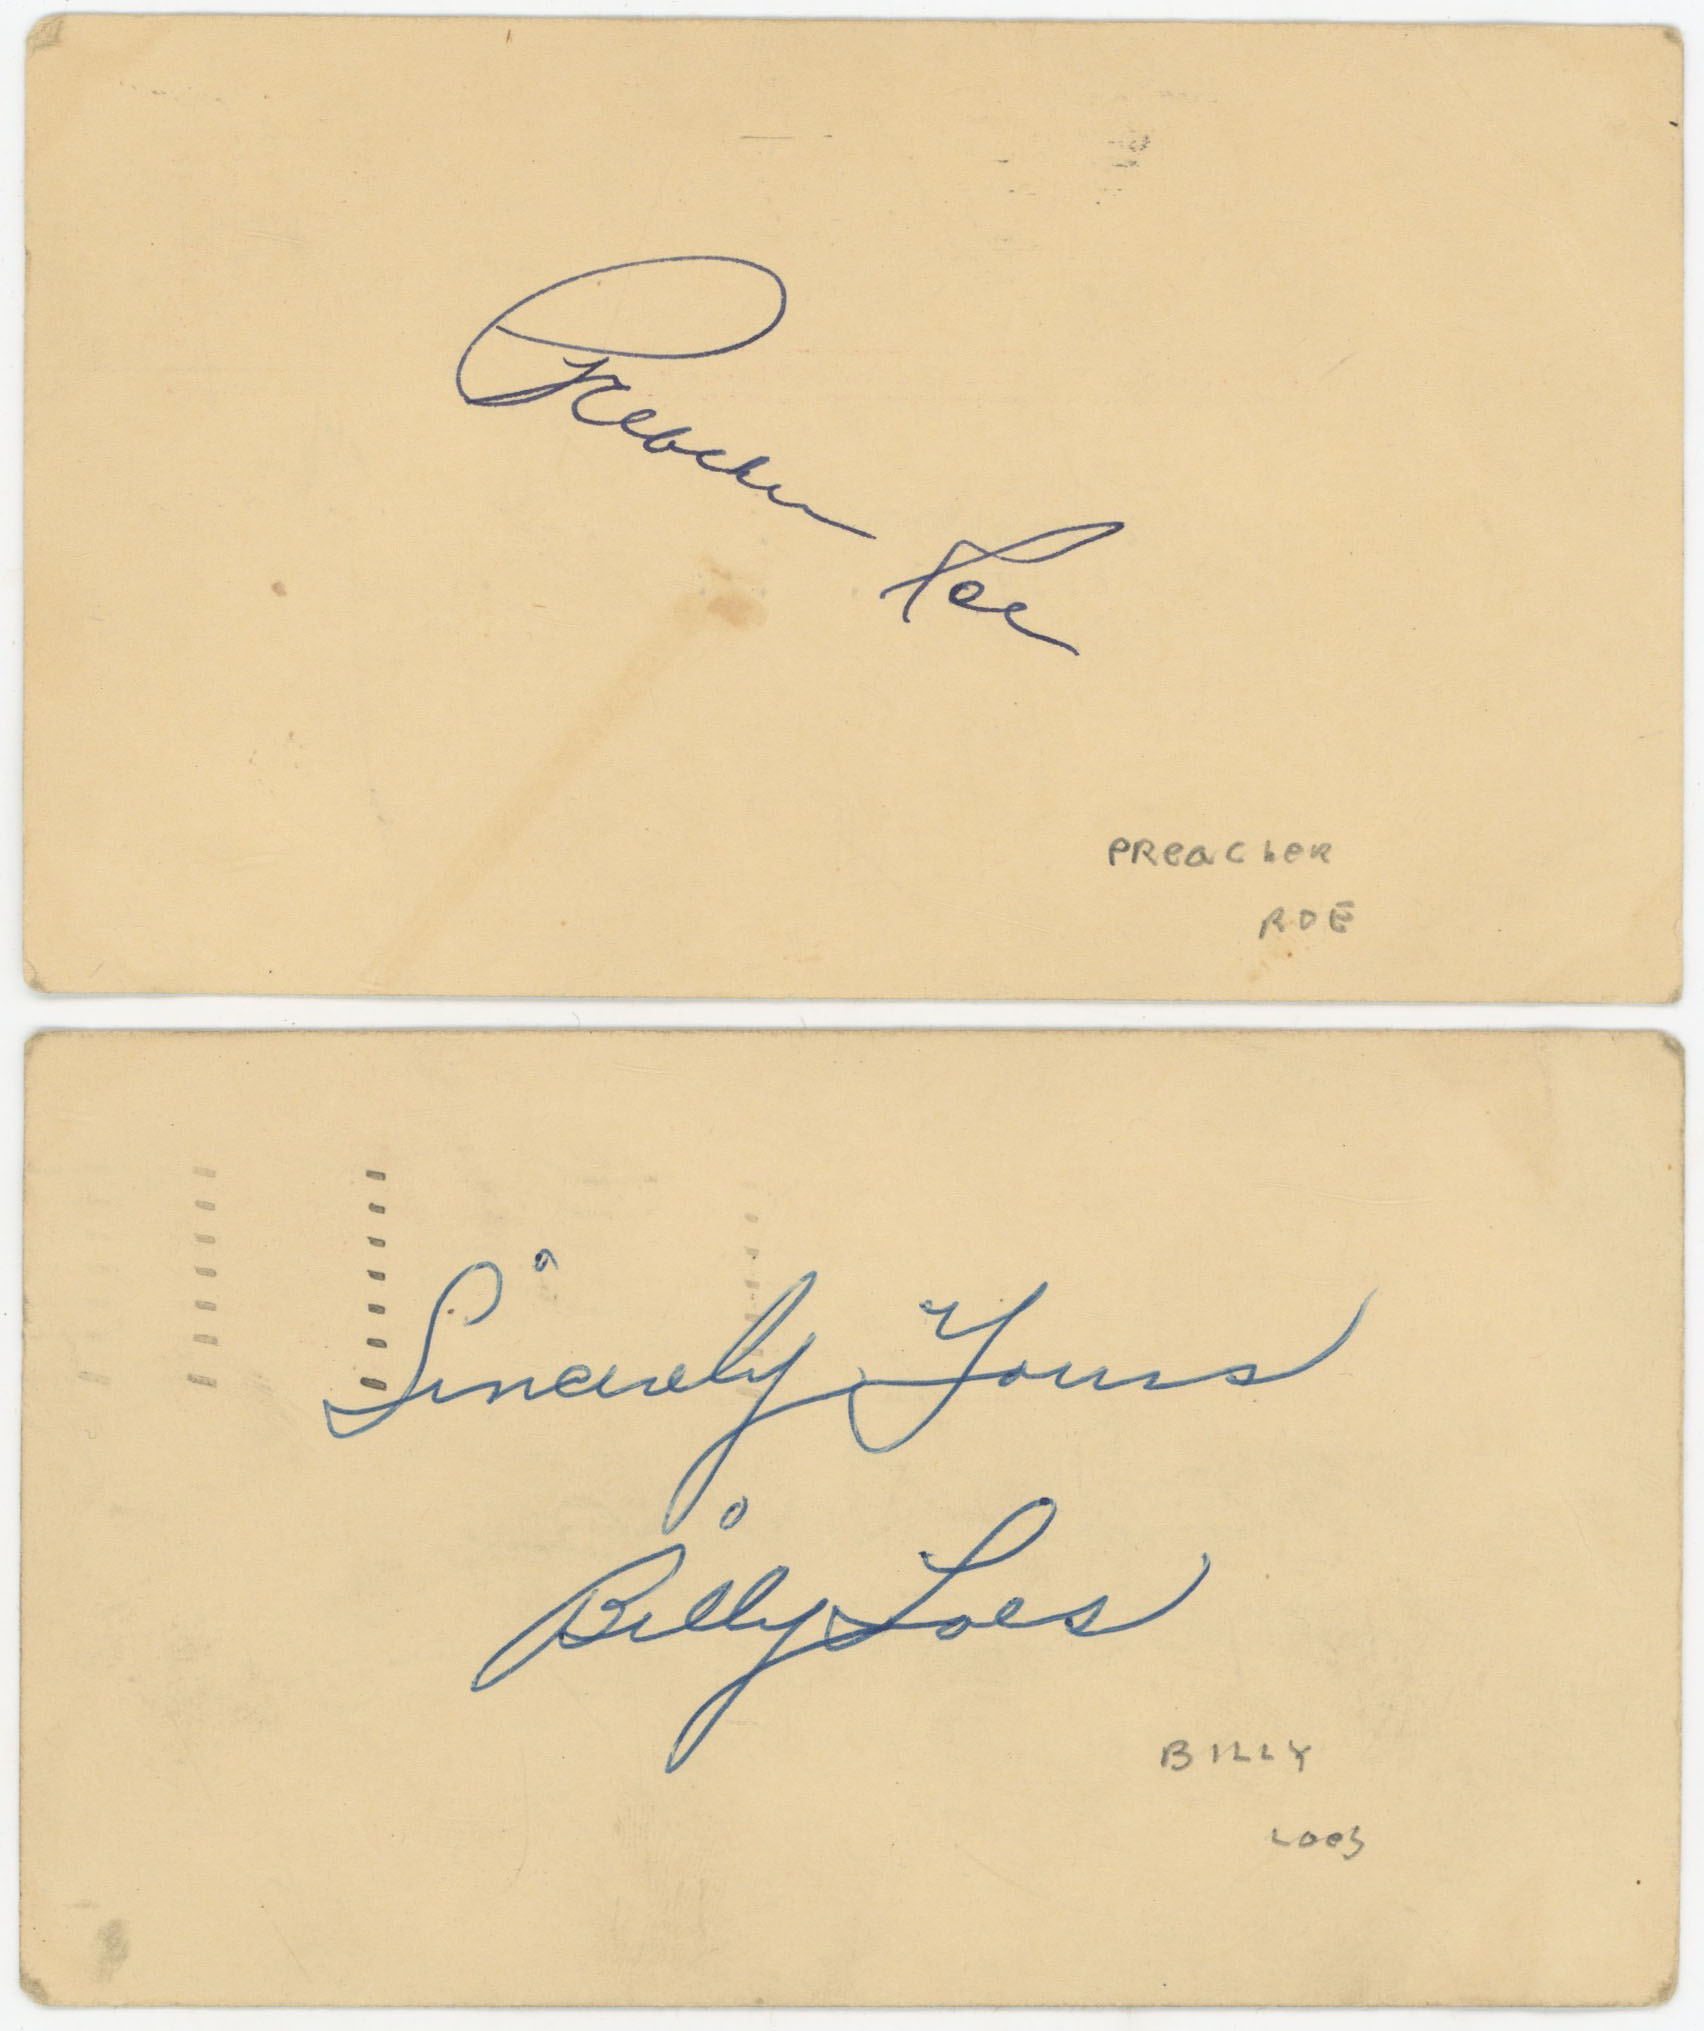 Preacher Roe
PReacher
ROE
Sincerely Yours
Billy Loes
BILLY
Loes